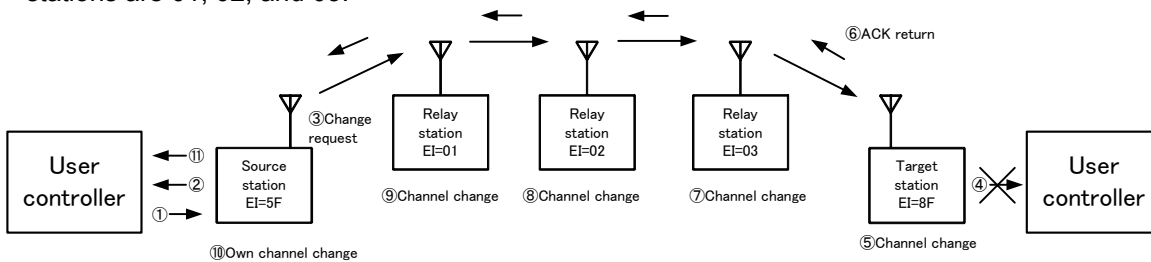 stations are 01, 02, and 03.
⑥ACK return
③Change
request
User
controller
⑪
②
①
Source
station
EI=5F
Relay
station
EI=01
Relay
station
EI=02
Relay
station
EI=03
Target
station
EI=8F
④
User
controller
⑨Channel change
⑧Channel change
⑦Channel change
⑤Channel change
⑩Own channel change